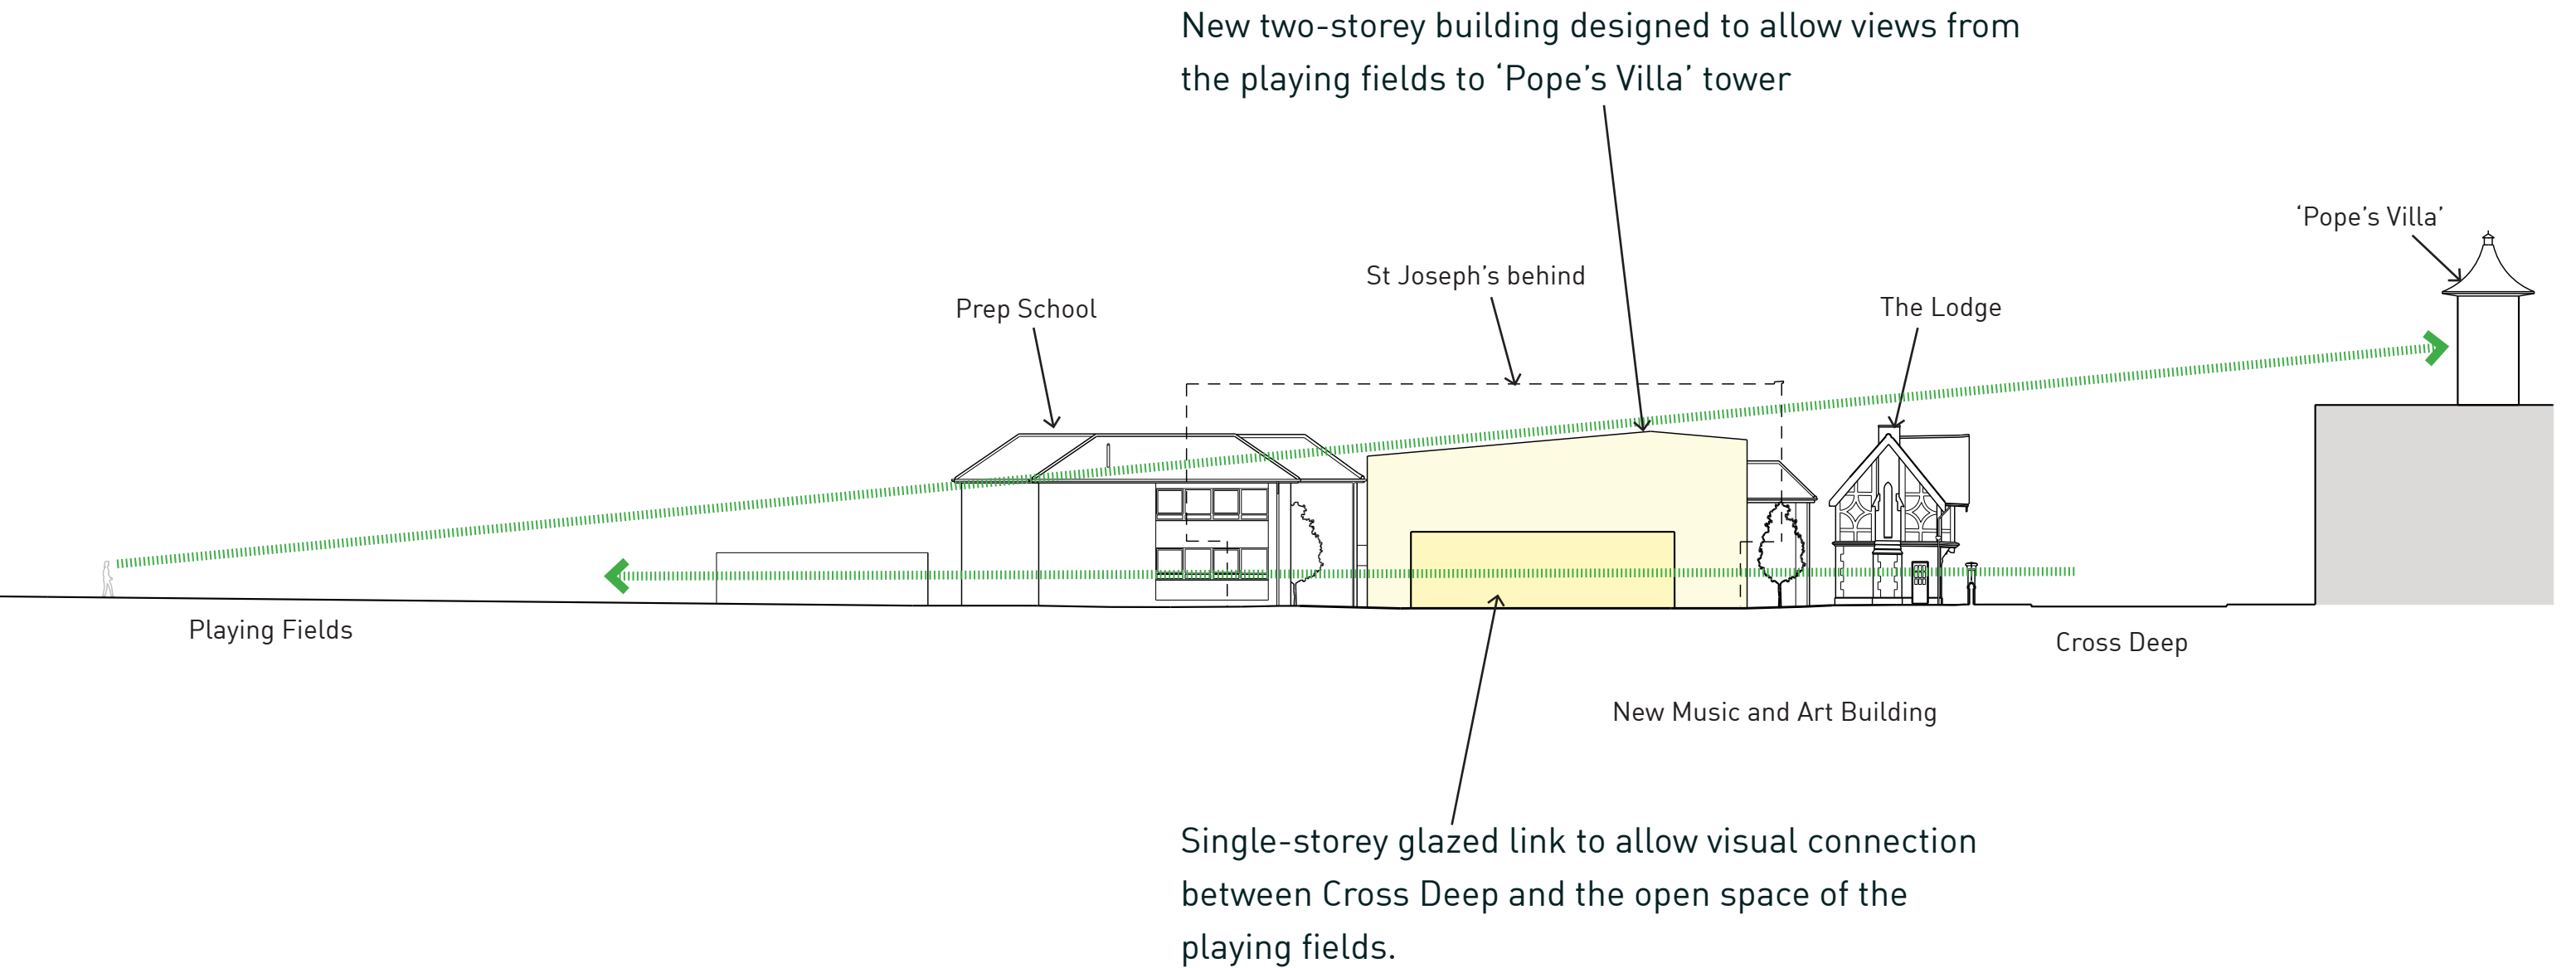 New two-storey building designed to allow views from
the playing fields to ‘Pope’s Villa’ tower
‘Pope’s Villa’
St Joseph’s behind
Prep School
The Lodge
Playing Fields
Cross Deep
New Music and Art Building
Single-storey glazed link to allow visual connection
between Cross Deep and the open space of the
playing fields.